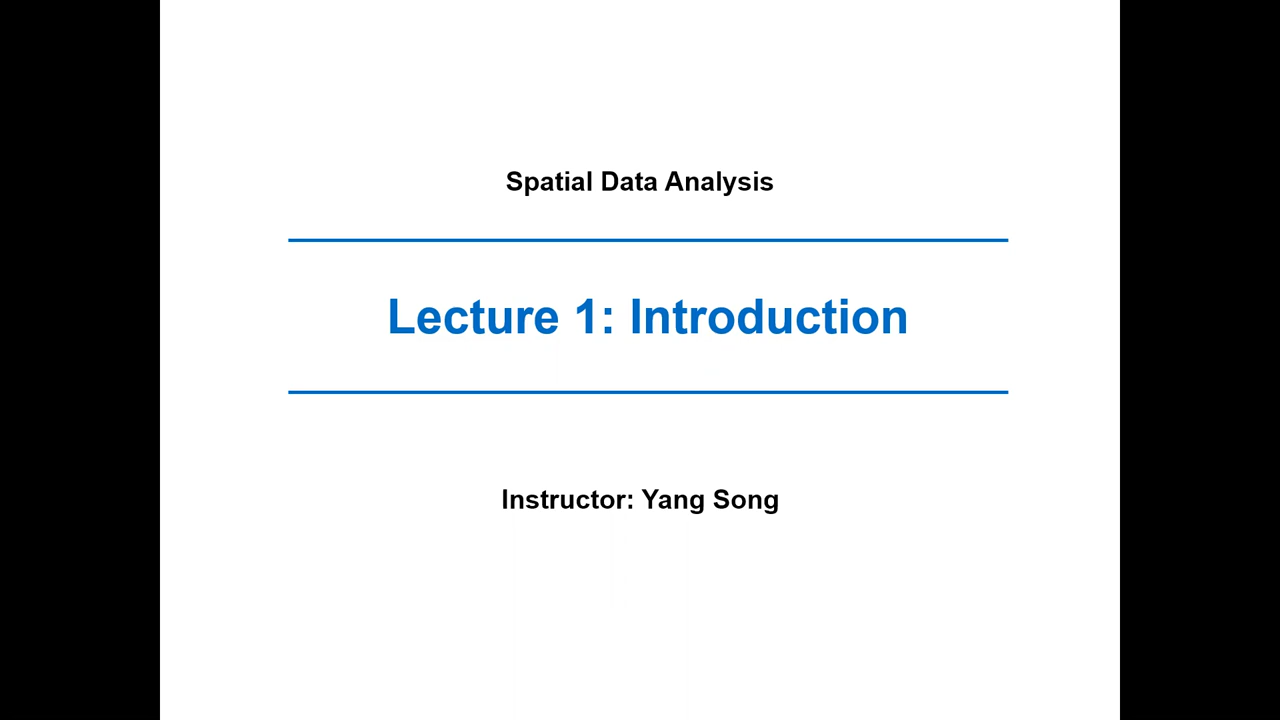 Spatial Data Analysis
Lecture 1: Introduction
Instructor: Yang Song